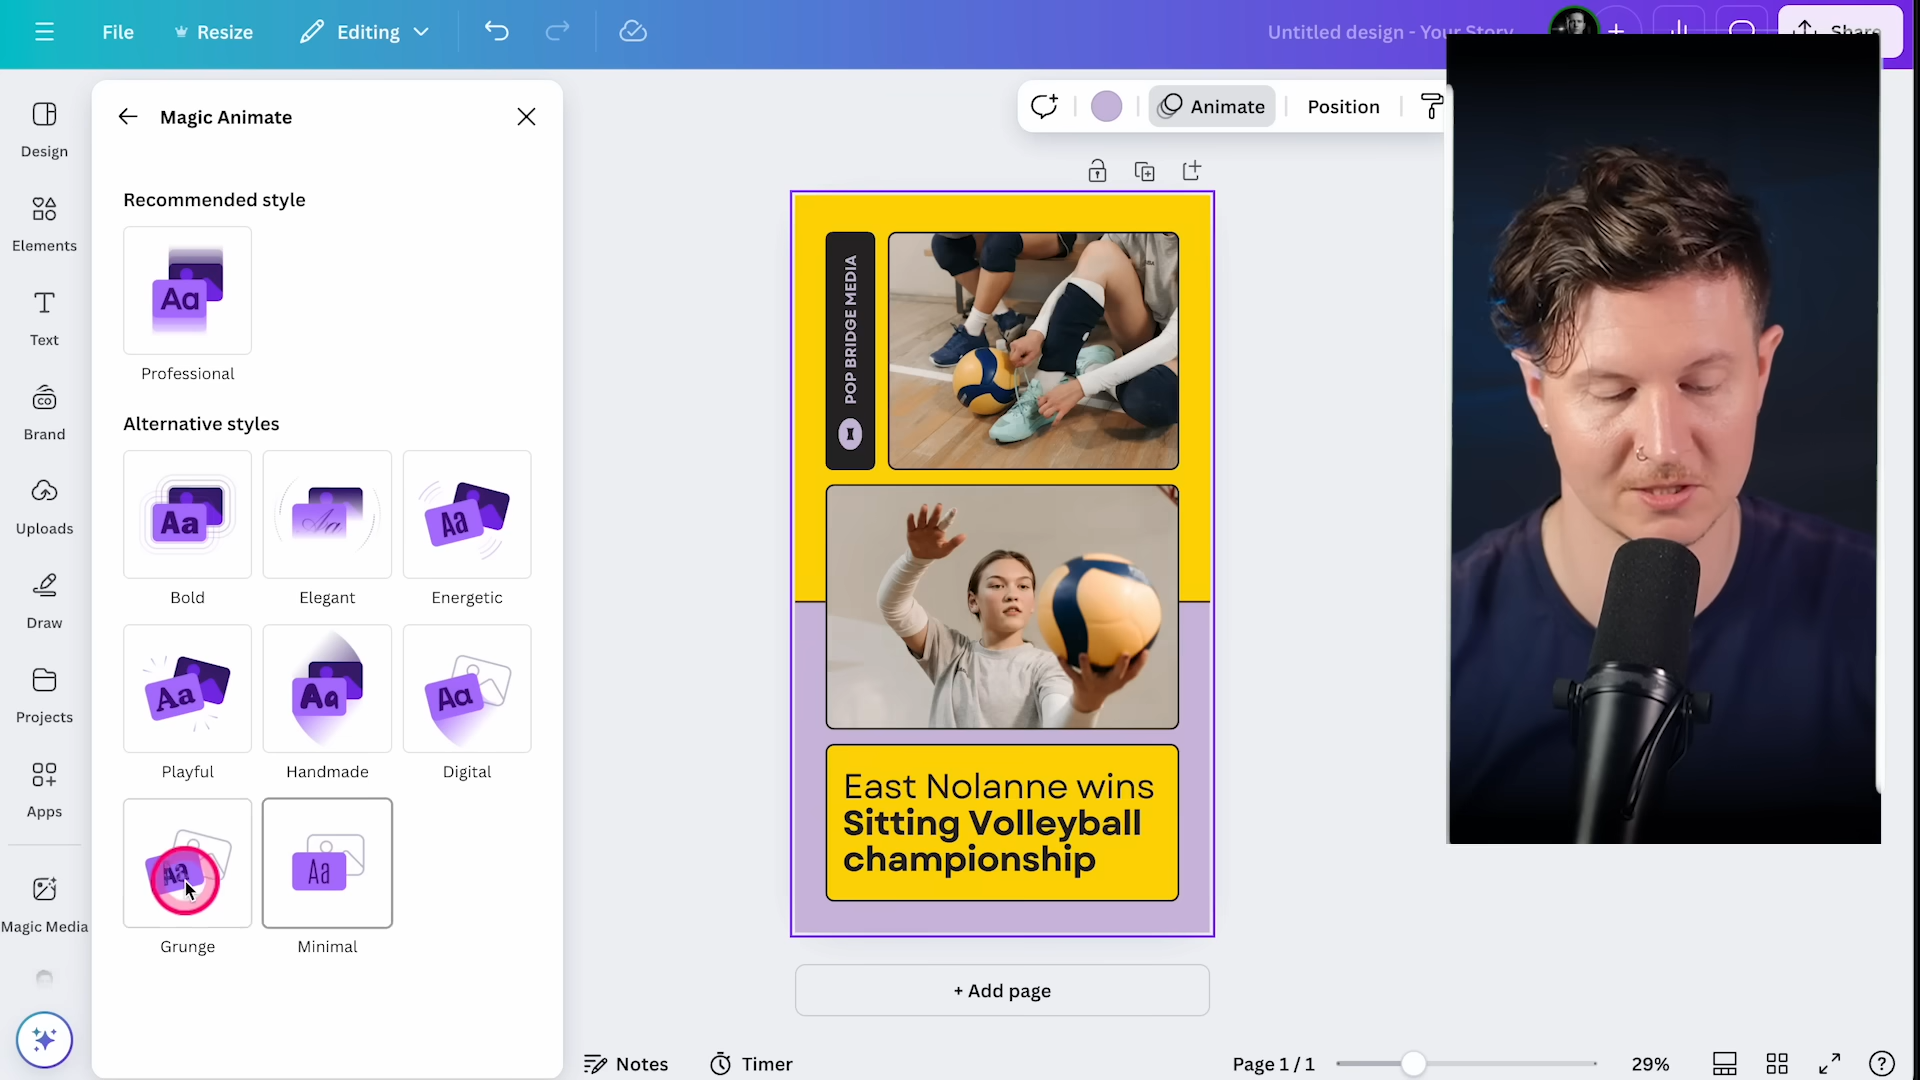 File
Resize
Editing
Untitled design - Your Story
Share
Magic Animate
Animate
Position
Design
Elements
Text
Brand
Uploads
Draw
Projects
Apps
Magic Media
Recommended style
Aa
Professional
Alternative styles
Aa
Aa
Aa
Bold
Elegant
Energetic
Aa
Aa
Aa
Playful
Handmade
Digital
Aa
Aa
Grunge
Minimal
CO
POP BRIDGE MEDIA
East Nolanne wins
Sitting Volleyball
championship
+ Add page
Notes
Timer
Page 1 / 1
29%